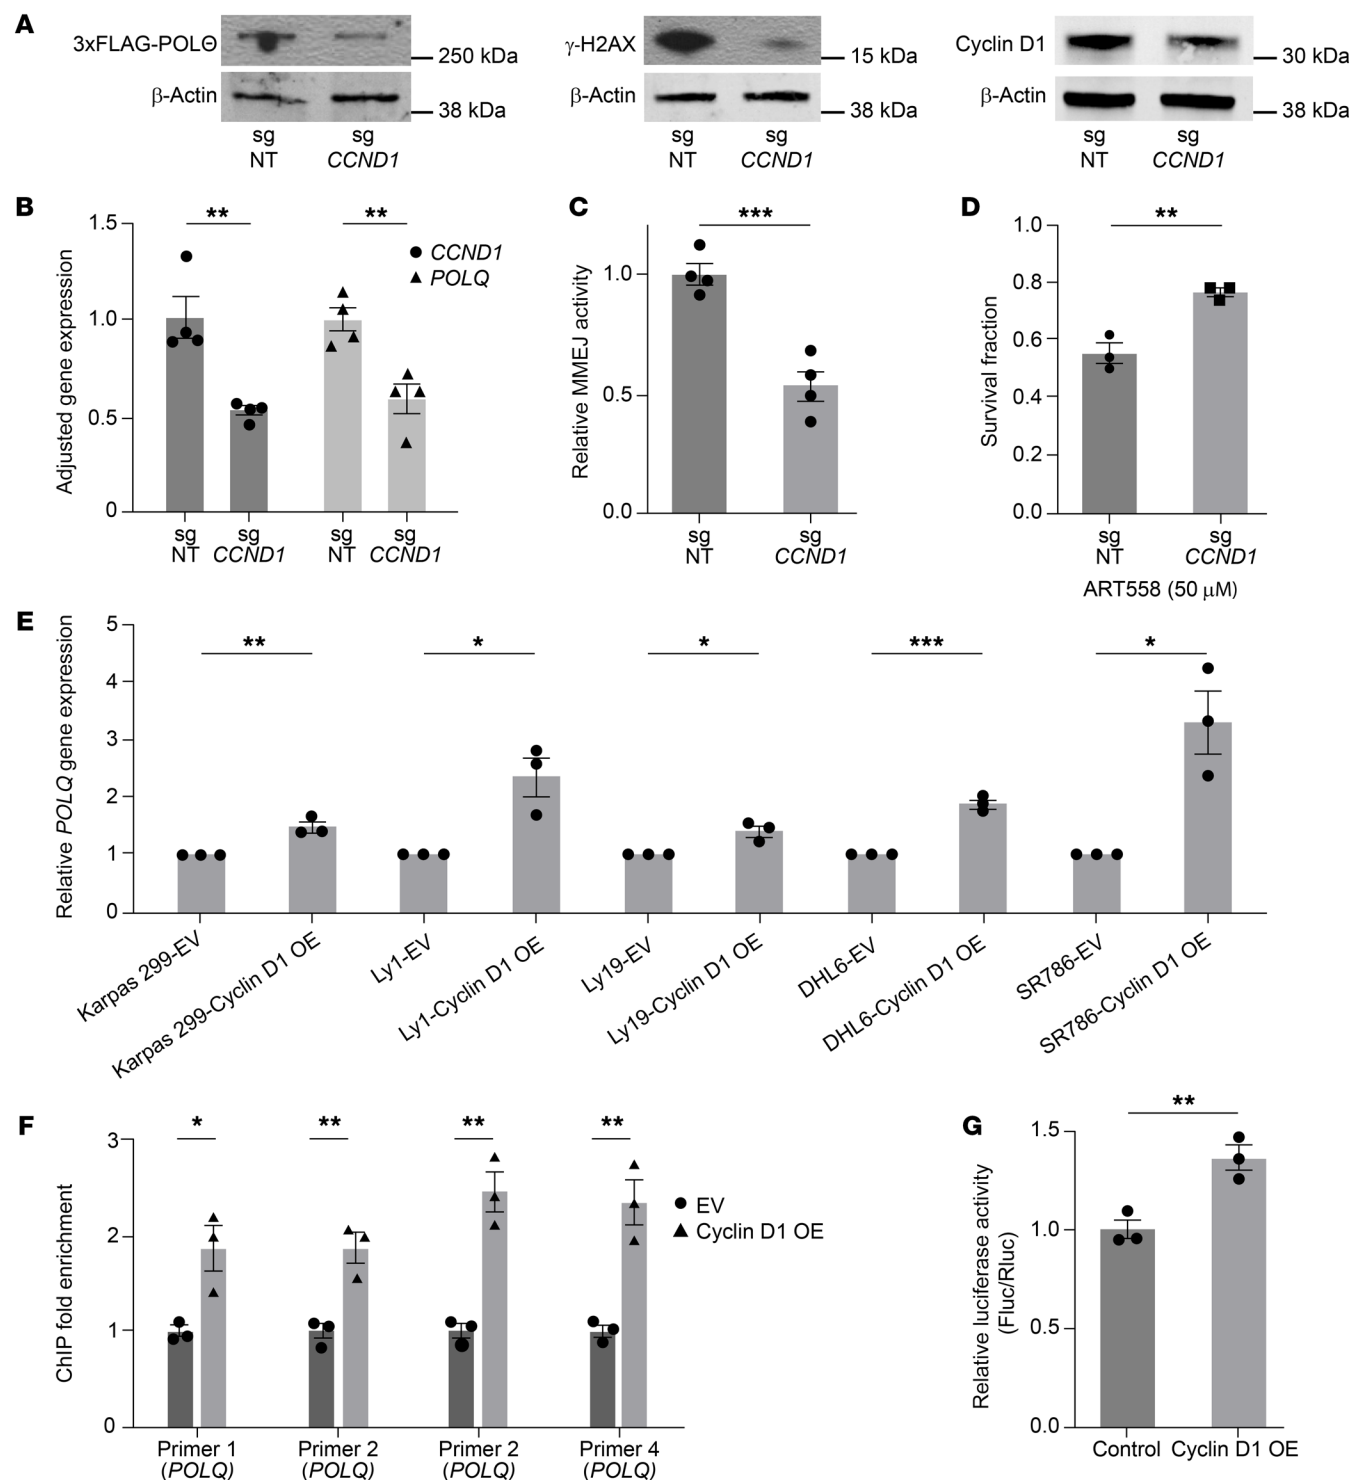 A
3xFLAG-POLΘ
250 kDa
β-Actin
38 kDa
sg NT
sg CCND1
γ-H2AX
15 kDa
β-Actin
38 kDa
sg NT
sg CCND1
Cyclin D1
30 kDa
β-Actin
38 kDa
sg NT
sg CCND1
B
Adjusted gene expression
1.5
1.0
0.5
0
**
**
CCND1
POLQ
sg NT
sg CCND1
sg NT
sg CCND1
C
Relative MMEJ activity
1.0
0.5
0.0
***
sg NT
sg CCND1
D
Survival fraction
1.0
0.8
0.6
0.4
0.2
0.0
**
sg NT
sg CCND1
ART558 (50 μM)
E
Relative POLQ gene expression
5
4
3
2
1
0
**
*
*
***
*
Karpas 299-EV
Karpas 299-Cyclin D1 OE
Ly1-EV
Ly1-Cyclin D1 OE
Ly19-EV
Ly19-Cyclin D1 OE
DHL6-EV
DHL6-Cyclin D1 OE
SR786-EV
SR786-Cyclin D1 OE
F
ChIP fold enrichment
3
2
1
0
*
**
**
**
EV
Cyclin D1 OE
Primer 1
(POLQ)
Primer 2
(POLQ)
Primer 2
(POLQ)
Primer 4
(POLQ)
G
Relative luciferase activity
(Fluc/Rluc)
1.5
1.0
0.5
0.0
**
Control
Cyclin D1 OE